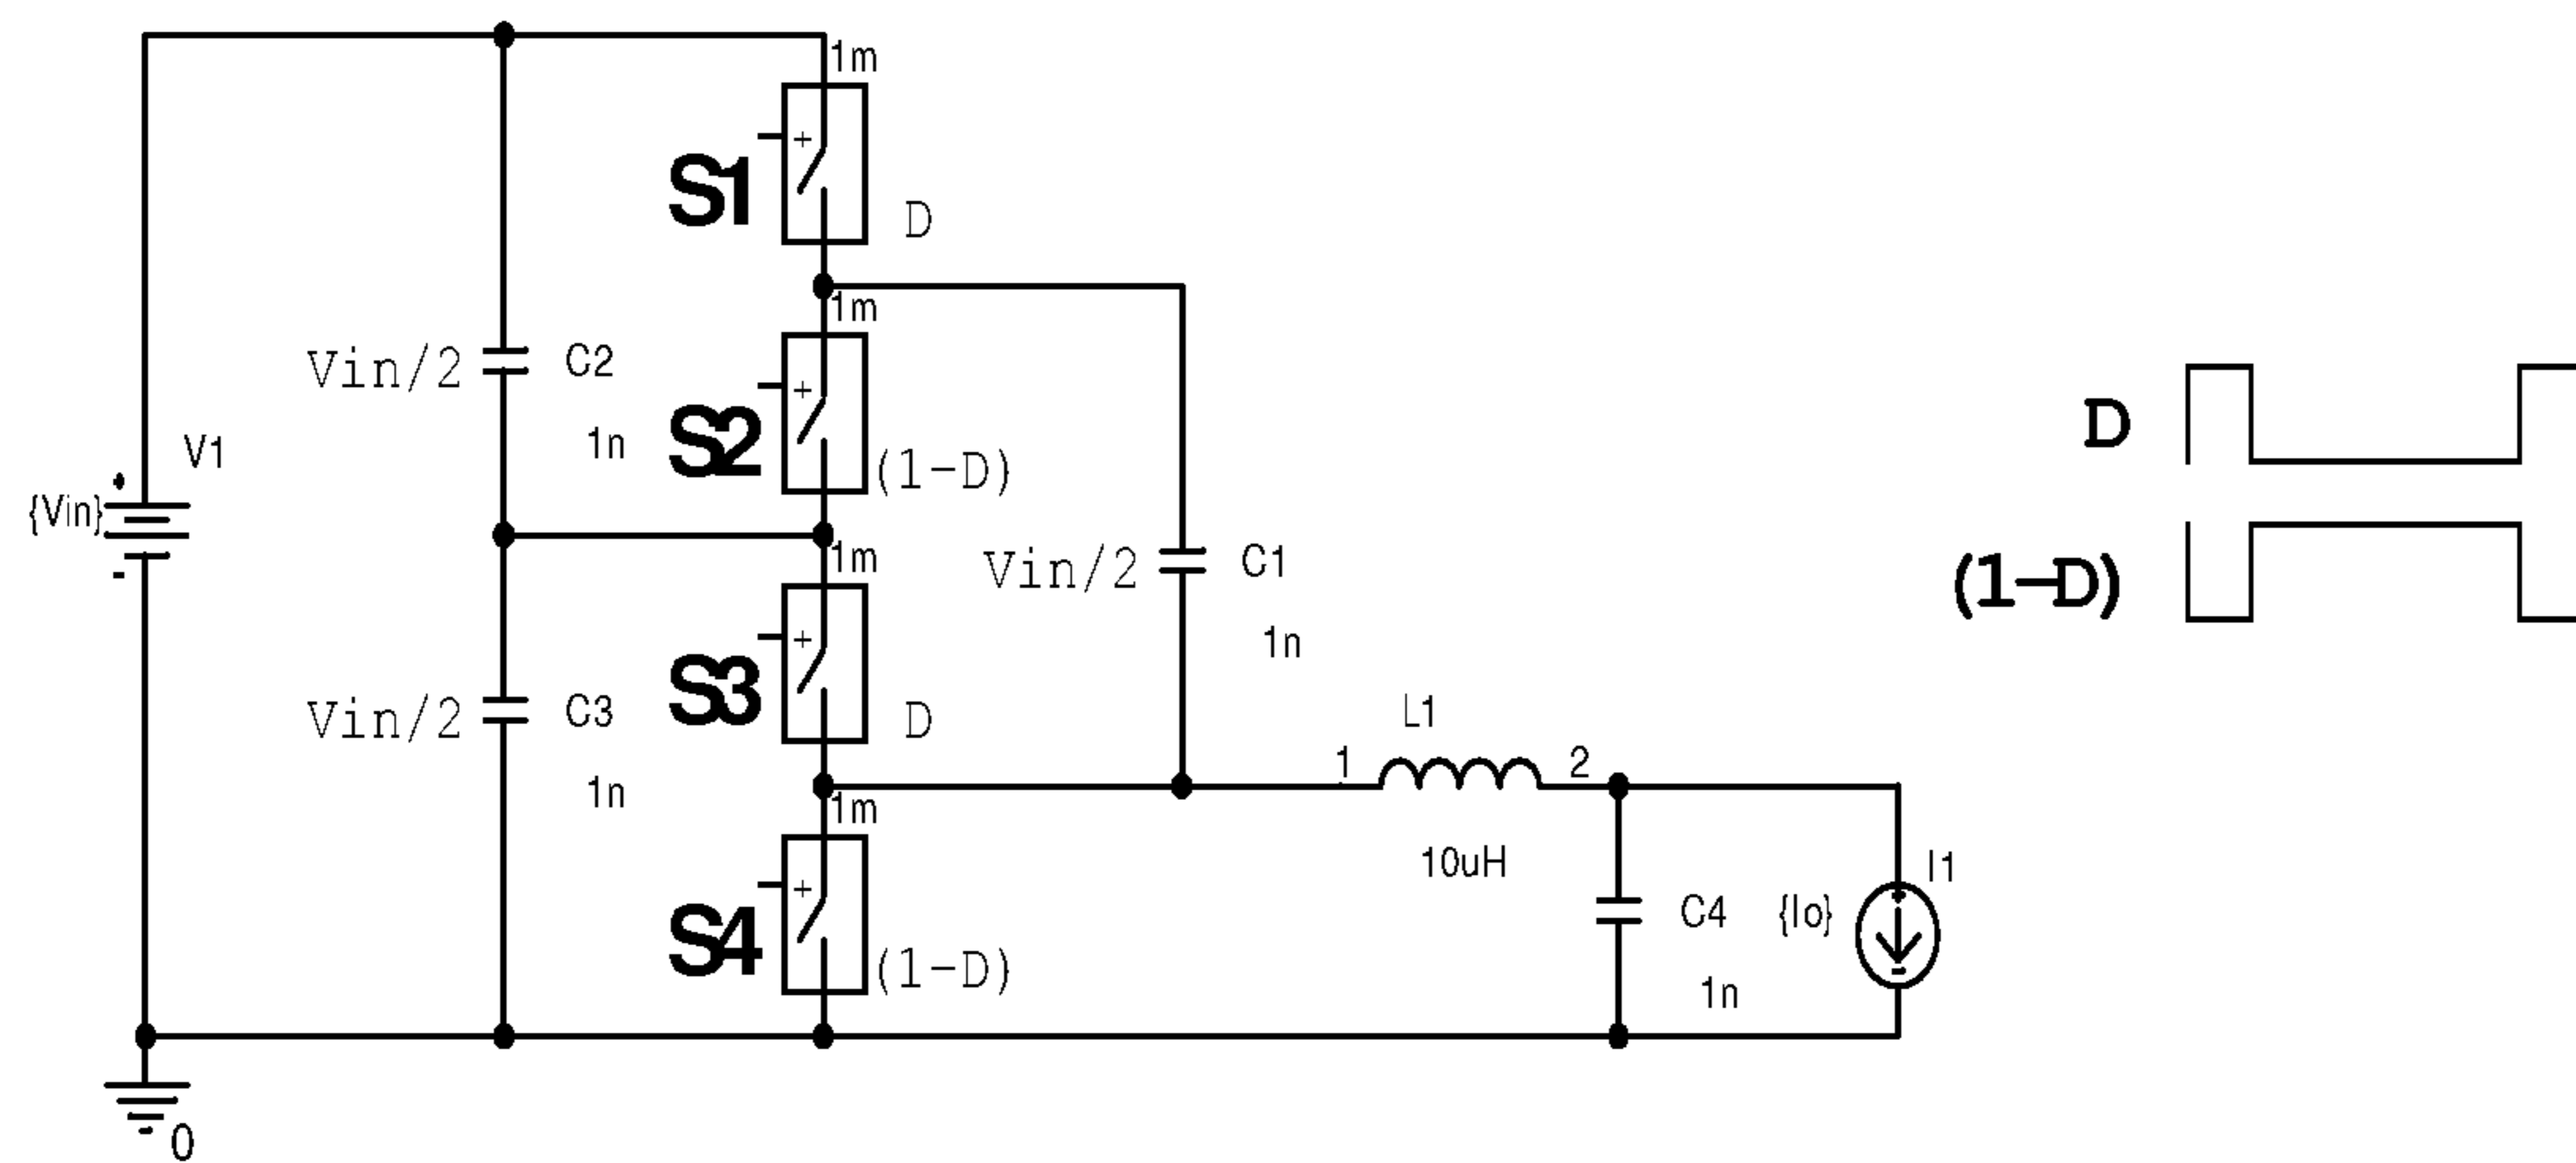 1m
S1
D
1m
Vin/2
C2
S2
1n
(1-D)
V1
{Vin}
1m
Vin/2
C1
1n
S3
Vin/2
C3
D
1n
1m
S4
(1-D)
L1
1
2
10uH
C4
1n
{Io}
I1
0
D
(1-D)